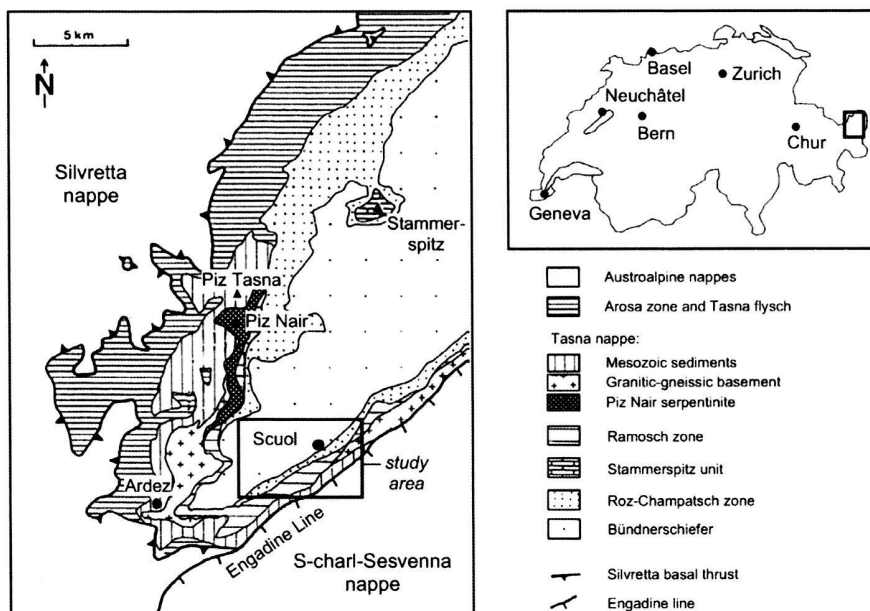 5 km
N
Silvretta
nappe
Stammer-
spitz
Piz Tasna
Piz Nair
Scuol
study
area
Ardez
Engadine Line
S-charl-Sesvenna
nappe
Basel
Zurich
Neuchâtel
Bern
Chur
Geneva
Austroalpine nappes
Arosa zone and Tasna flysch
Tasna nappe:
Mesozoic sediments
Granitic-gneissic basement
Piz Nair serpentinite
Ramosch zone
Stammerspitz unit
Roz-Champatsch zone
Bündnerschiefer
Silvretta basal thrust
Engadine line